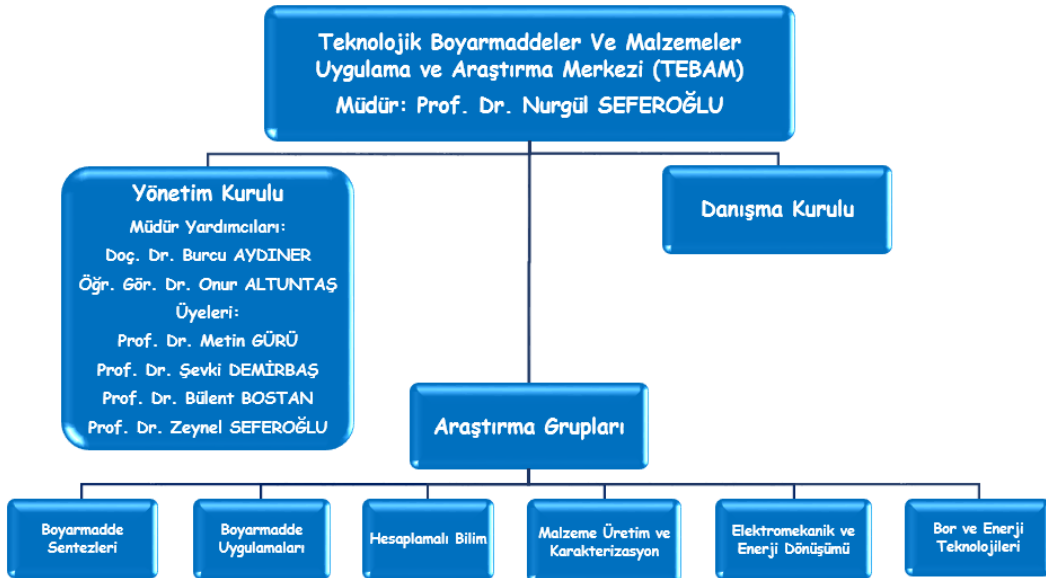 Teknolojik Boyarmaddeler Ve Malzemeler
Uygulama ve Araştırma Merkezi (TEBAM)
Müdür: Prof. Dr. Nurgül SEFEROĞLU
Yönetim Kurulu
Müdür Yardımcıları:
Doç. Dr. Burcu AYDINER
Öğr. Gör. Dr. Onur ALTUNTAŞ
Üyeleri:
Prof. Dr. Metin GÜRÜ
Prof. Dr. Şevki DEMİRBAŞ
Prof. Dr. Bülent BOSTAN
Prof. Dr. Zeynel SEFEROĞLU
Danışma Kurulu
Araştırma Grupları
Boyarmadde
Sentezleri
Boyarmadde
Uygulamaları
Hesaplamalı Bilim
Malzeme Üretim ve
Karakterizasyon
Elektromekanik ve
Enerji Dönüşümü
Bor ve Enerji
Teknolojileri